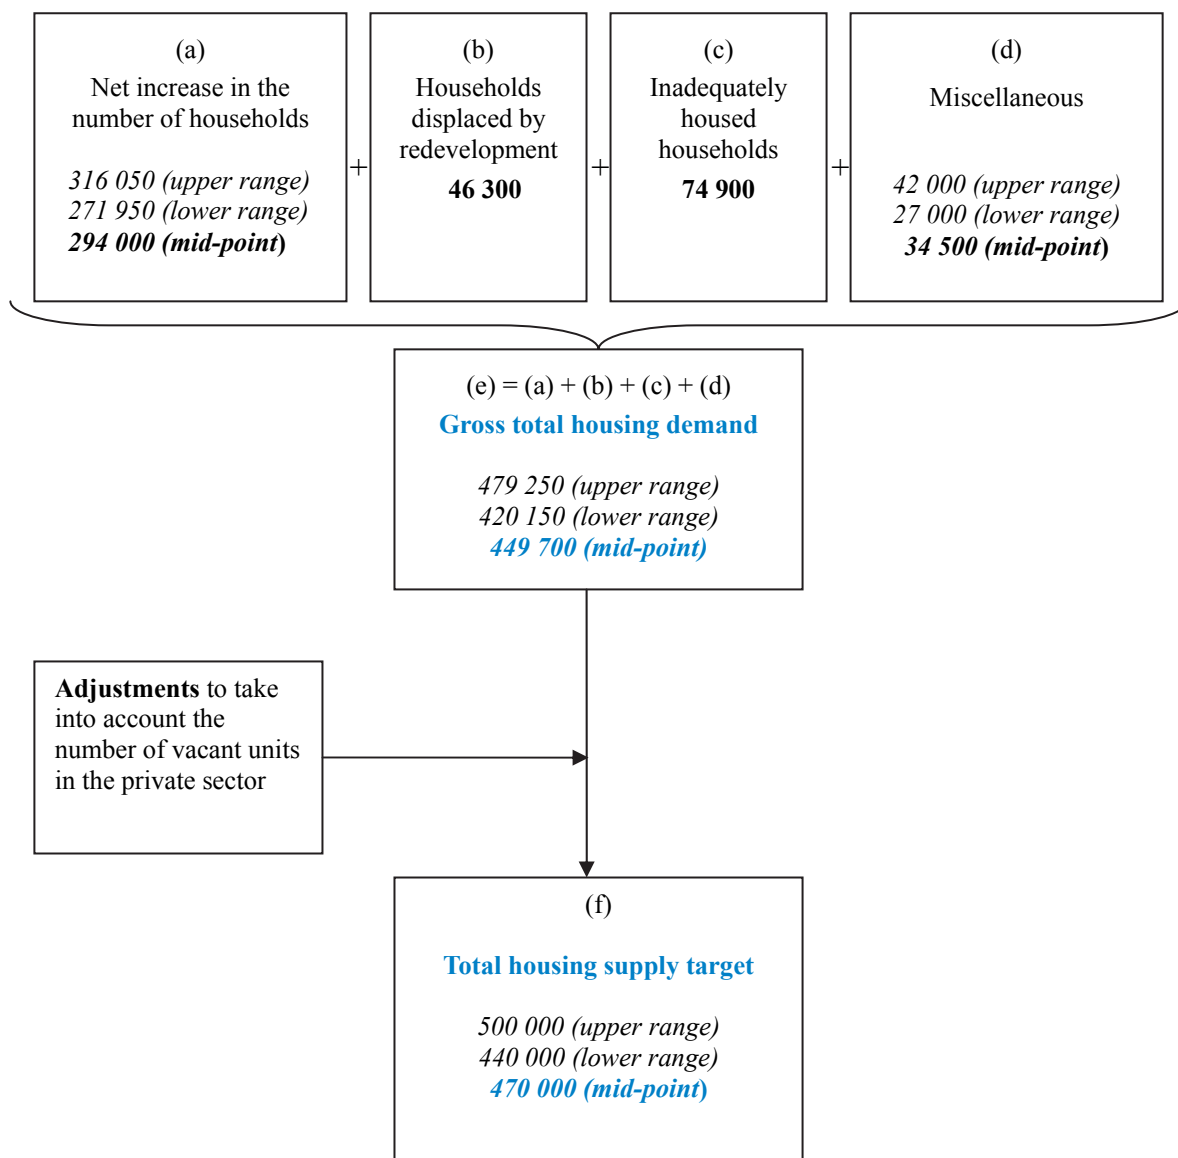 (a)
Net increase in the
number of households
316 050 (upper range)
271 950 (lower range)
294 000 (mid-point)
+
(b)
Households
displaced by
redevelopment
46 300
+
(c)
Inadequately
housed
households
74 900
+
(d)
Miscellaneous
42 000 (upper range)
27 000 (lower range)
34 500 (mid-point)
(e) = (a) + (b) + (c) + (d)
Gross total housing demand
479 250 (upper range)
420 150 (lower range)
449 700 (mid-point)
Adjustments to take
into account the
number of vacant units
in the private sector
(f)
Total housing supply target
500 000 (upper range)
440 000 (lower range)
470 000 (mid-point)